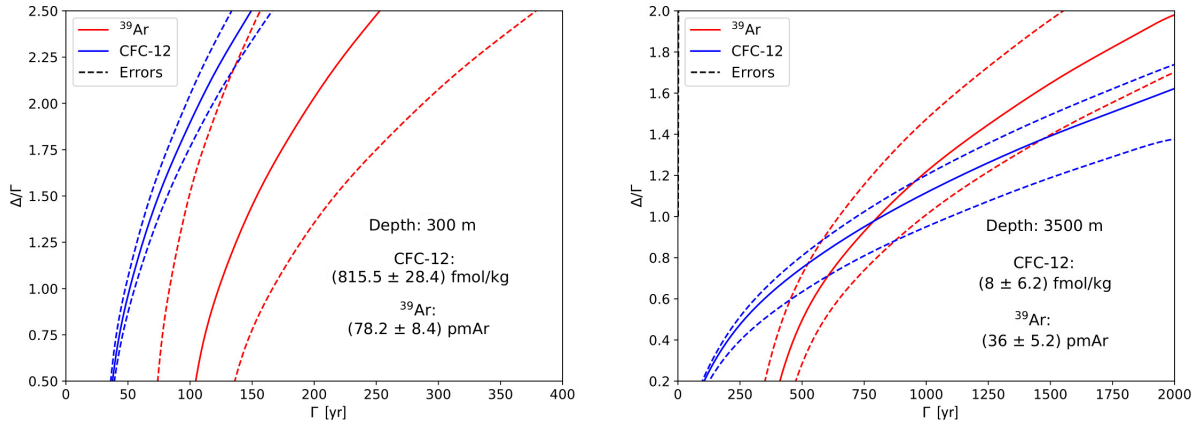 2.50
2.25
2.00
1.75
1.50
1.25
1.00
0.75
0.50
Δ/Γ
³⁹Ar
CFC-12
Errors
Depth: 300 m
CFC-12:
(815.5 ± 28.4) fmol/kg
³⁹Ar:
(78.2 ± 8.4) pmAr
0 50 100 150 200 250 300 350 400
Γ [yr]
2.0
1.8
1.6
1.4
1.2
1.0
0.8
0.6
0.4
0.2
Δ/Γ
³⁹Ar
CFC-12
Errors
Depth: 3500 m
CFC-12:
(8 ± 6.2) fmol/kg
³⁹Ar:
(36 ± 5.2) pmAr
0 250 500 750 1000 1250 1500 1750 2000
Γ [yr]